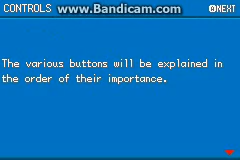 CONTROLS www.Bandicam.com NEXT
The various buttons will be explained in
the order of their importance.